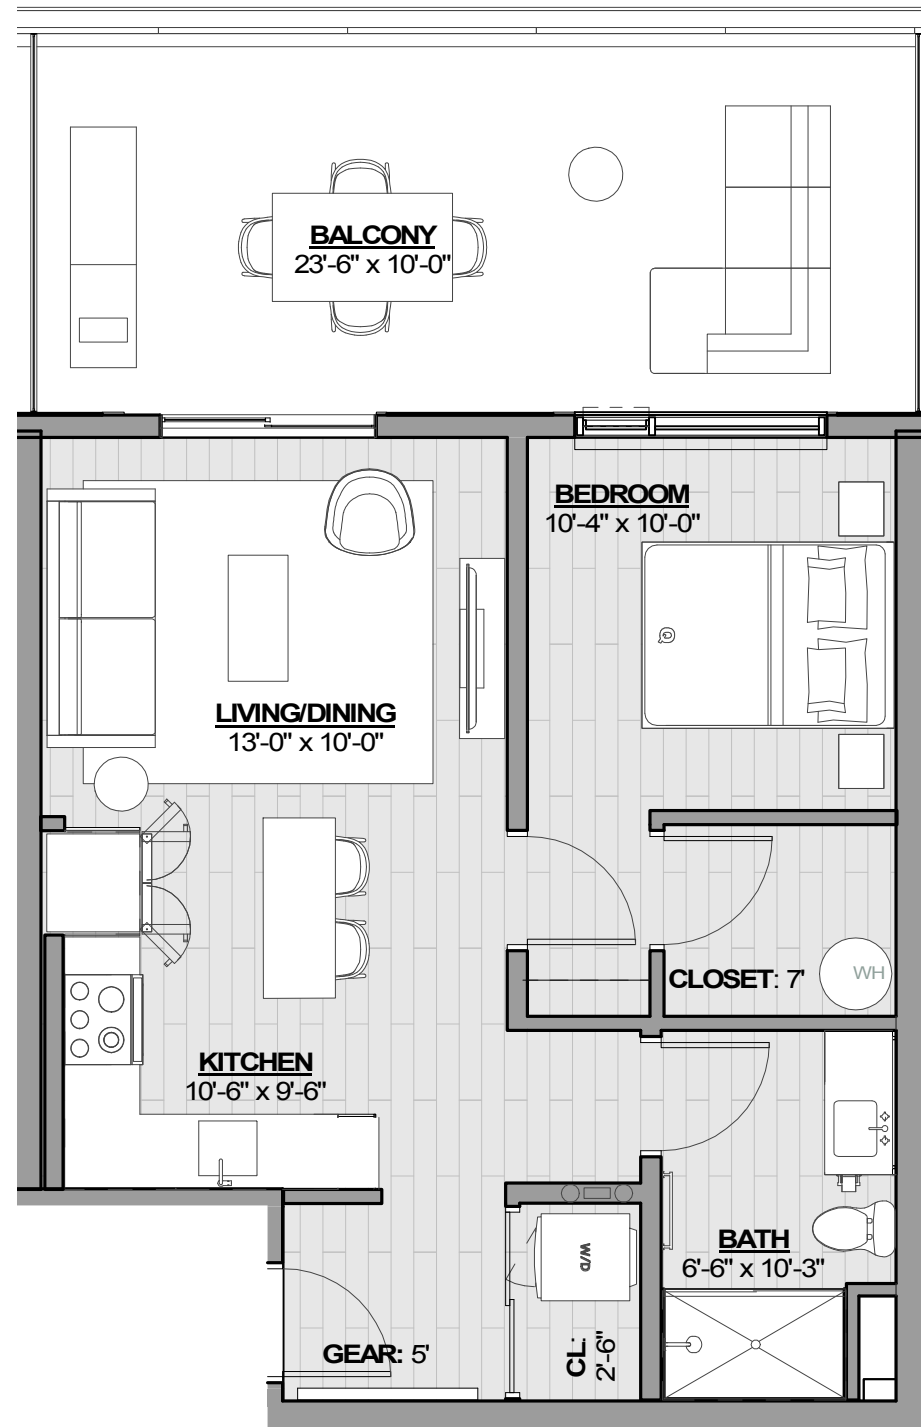 BALCONY
23'-6" x 10'-0"
BEDROOM
10'-4" x 10'-0"
LIVING/DINING
13'-0" x 10'-0"
CLOSET: 7'
WH
KITCHEN
10'-6" x 9'-6"
BATH
6'-6" x 10'-3"
W/D
GEAR: 5'
CL:
2'-6"